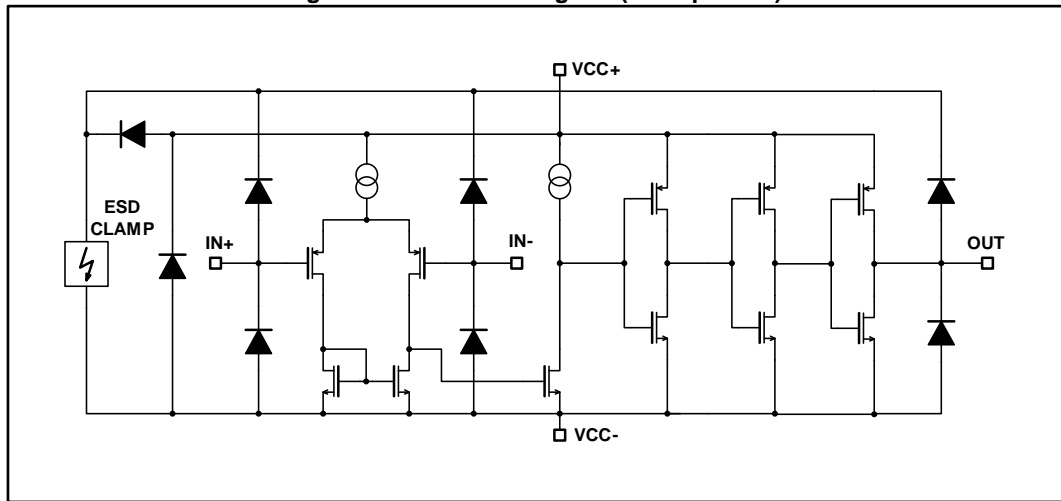 VCC+
ESD
CLAMP
IN+
IN-
OUT
VCC-